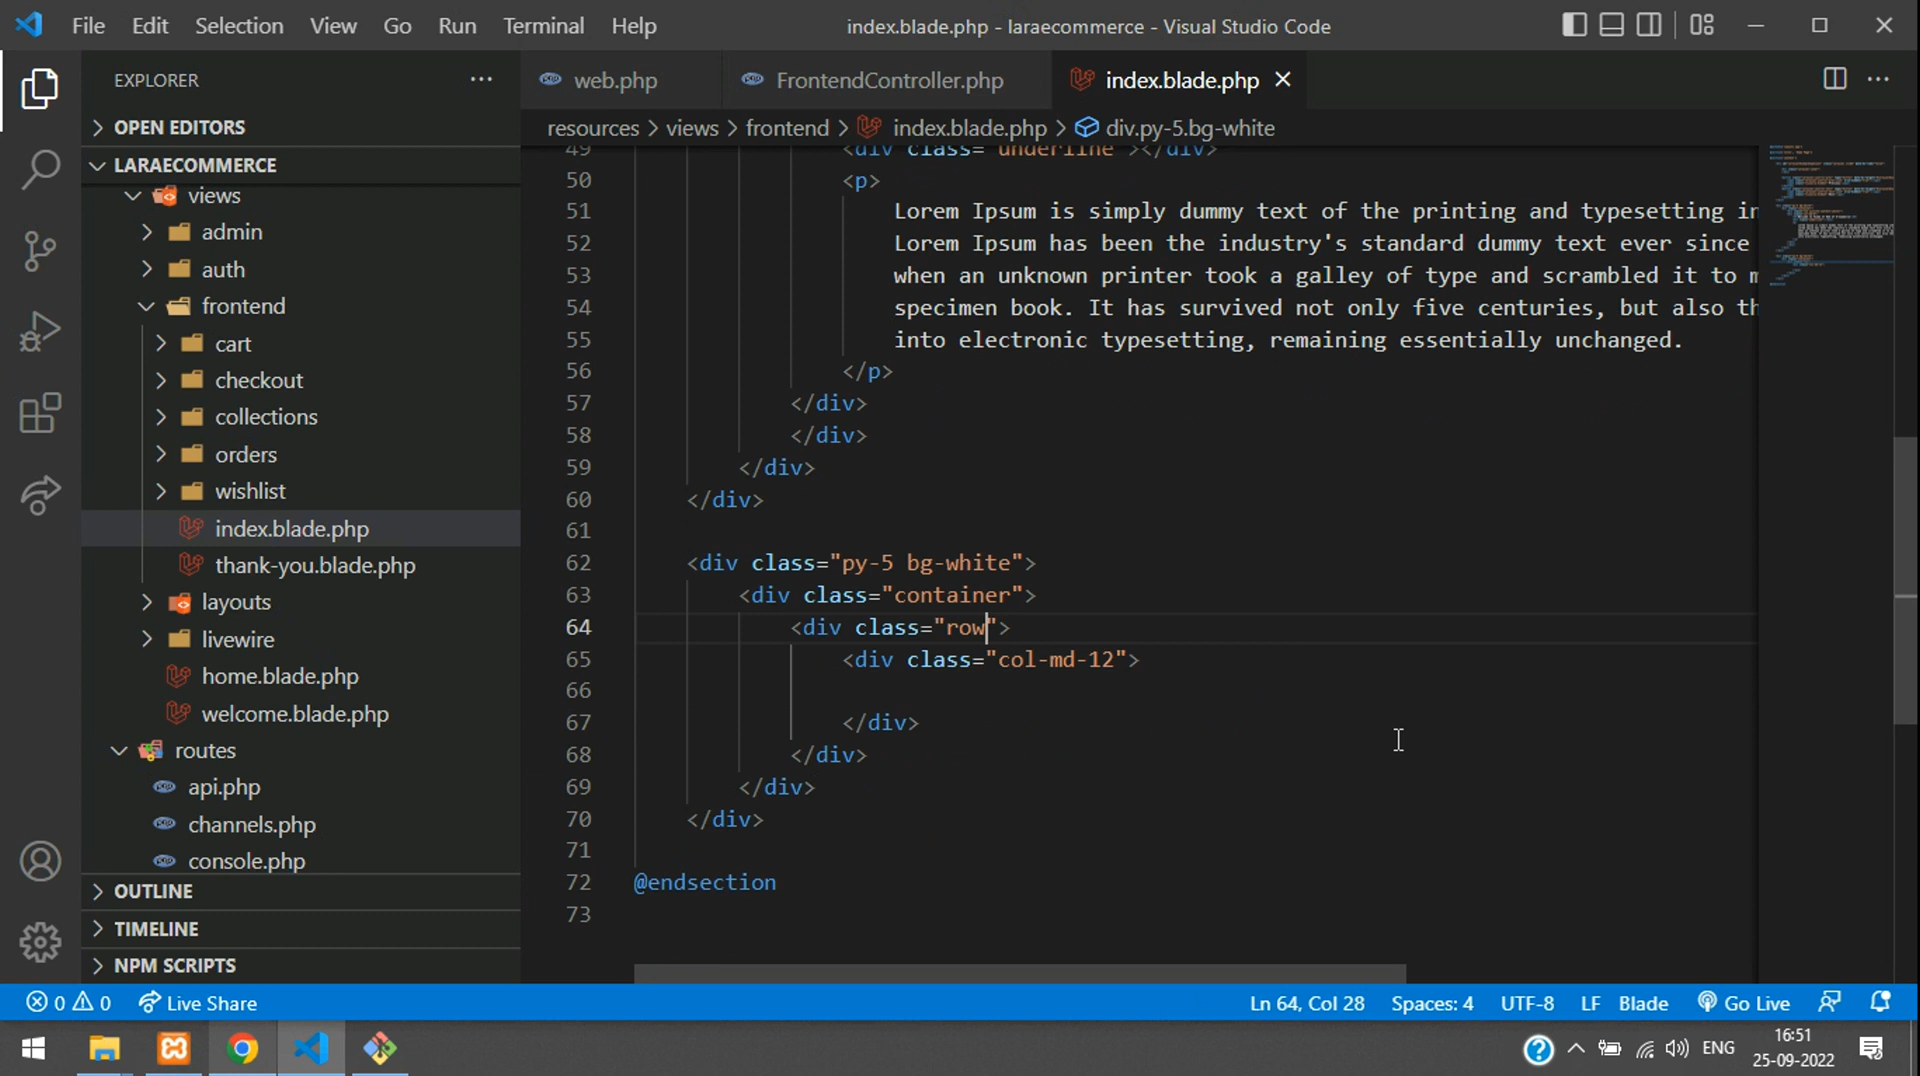 File Edit Selection View Go Run Terminal Help index.blade.php - laraecommerce - Visual Studio Code
EXPLORER
web.php FrontendController.php index.blade.php
OPEN EDITORS
resources > views > frontend > index.blade.php > div.py-5.bg-white
LARAECOMMERCE
views
admin
auth
frontend
cart
checkout
collections
orders
wishlist
index.blade.php
thank-you.blade.php
layouts
livewire
home.blade.php
welcome.blade.php
routes
api.php
channels.php
console.php
OUTLINE
TIMELINE
NPM SCRIPTS
49 <div class="underline"></div>
50 <p>
51 Lorem Ipsum is simply dummy text of the printing and typesetting in
52 Lorem Ipsum has been the industry's standard dummy text ever since
53 when an unknown printer took a galley of type and scrambled it to m
54 specimen book. It has survived not only five centuries, but also th
55 into electronic typesetting, remaining essentially unchanged.
56 </p>
57 </div>
58 </div>
59 </div>
60 </div>
61
62 <div class="py-5 bg-white">
63 <div class="container">
64 <div class="row">
65 <div class="col-md-12">
66
67 </div>
68 </div>
69 </div>
70 </div>
71
72 @endsection
73
0 0 Live Share Ln 64, Col 28 Spaces: 4 UTF-8 LF Blade Go Live
ENG 16:51
25-09-2022